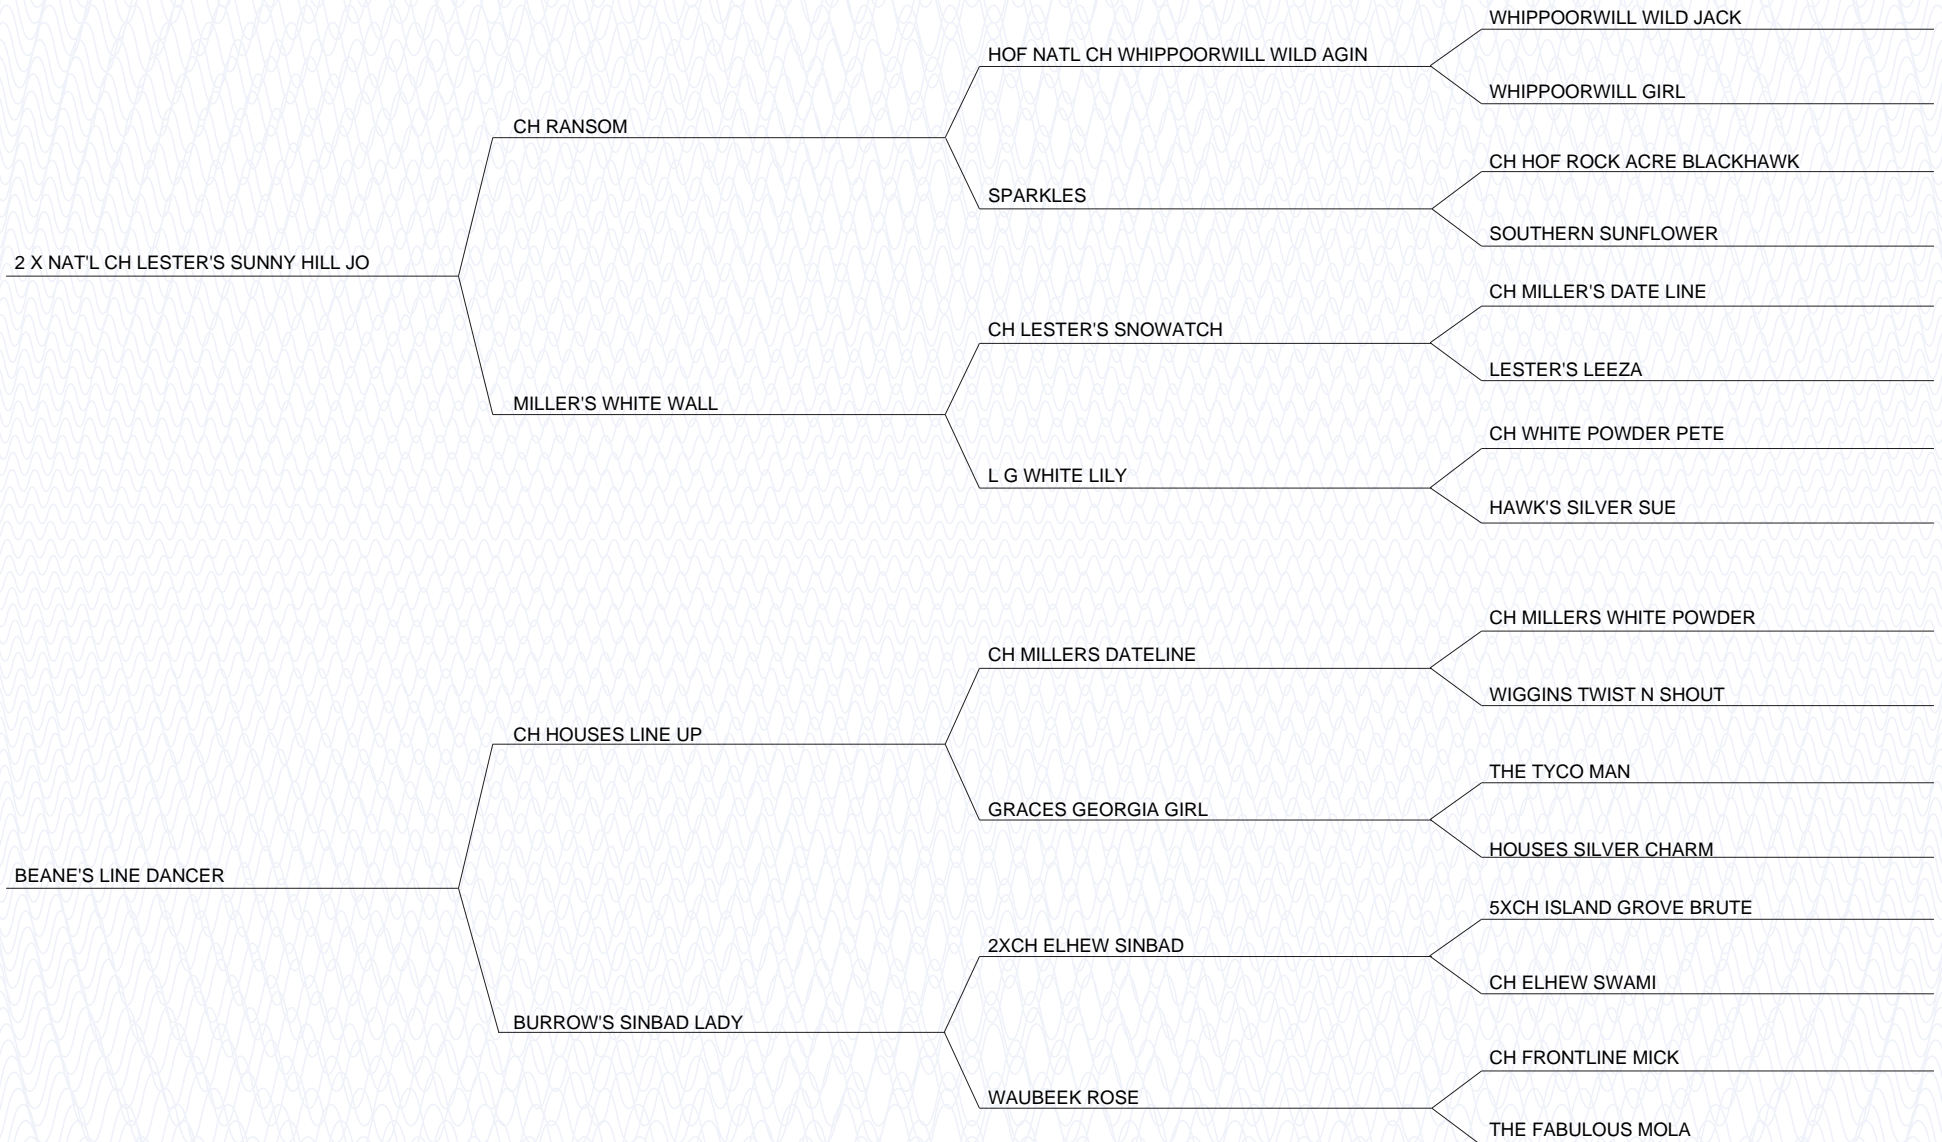 WHIPPOORWILL WILD JACK
HOF NATL CH WHIPPOORWILL WILD AGIN
WHIPPOORWILL GIRL
CH RANSOM
CH HOF ROCK ACRE BLACKHAWK
SPARKLES
SOUTHERN SUNFLOWER
2 X NAT'L CH LESTER'S SUNNY HILL JO
CH MILLER'S DATE LINE
CH LESTER'S SNOWATCH
LESTER'S LEEZA
MILLER'S WHITE WALL
CH WHITE POWDER PETE
L G WHITE LILY
HAWK'S SILVER SUE
CH MILLERS WHITE POWDER
CH MILLERS DATELINE
WIGGINS TWIST N SHOUT
CH HOUSES LINE UP
THE TYCO MAN
GRACES GEORGIA GIRL
HOUSES SILVER CHARM
BEANE'S LINE DANCER
5XCH ISLAND GROVE BRUTE
2XCH ELHEW SINBAD
CH ELHEW SWAMI
BURROW'S SINBAD LADY
CH FRONTLINE MICK
WAUBEEK ROSE
THE FABULOUS MOLA